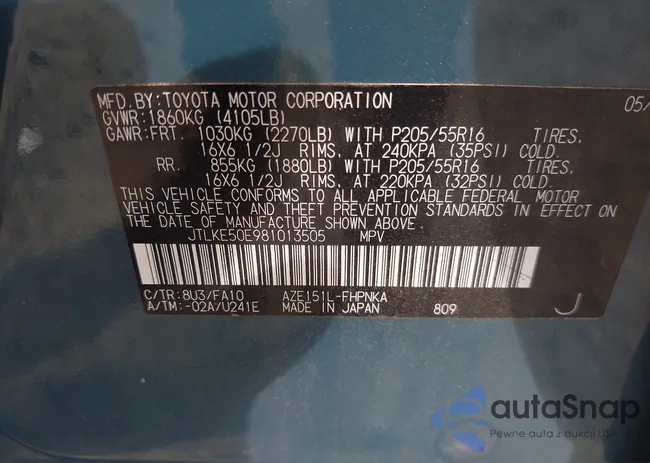 MFD. BY: TOYOTA MOTOR CORPORATION 05/
GVWR: 1860KG (4105LB)
GAWR: FRT. 1030KG (2270LB) WITH P205/55R16 TIRES,
16X6 1/2J RIMS, AT 240KPA (35PSI) COLD.
RR. 855KG (1880LB) WITH P205/55R16 TIRES,
16X6 1/2J RIMS, AT 220KPA (32PSI) COLD.
THIS VEHICLE CONFORMS TO ALL APPLICABLE FEDERAL MOTOR
VEHICLE SAFETY AND THEFT PREVENTION STANDARDS IN EFFECT ON
THE DATE OF MANUFACTURE SHOWN ABOVE.
JTLKE50E981013505 MPV
C/TR: 8U3/FA10 AZE151L-FHPNKA
A/TM: -02A/U241E MADE IN JAPAN 809 J
autaSnap
Pewne auta z aukcji USA